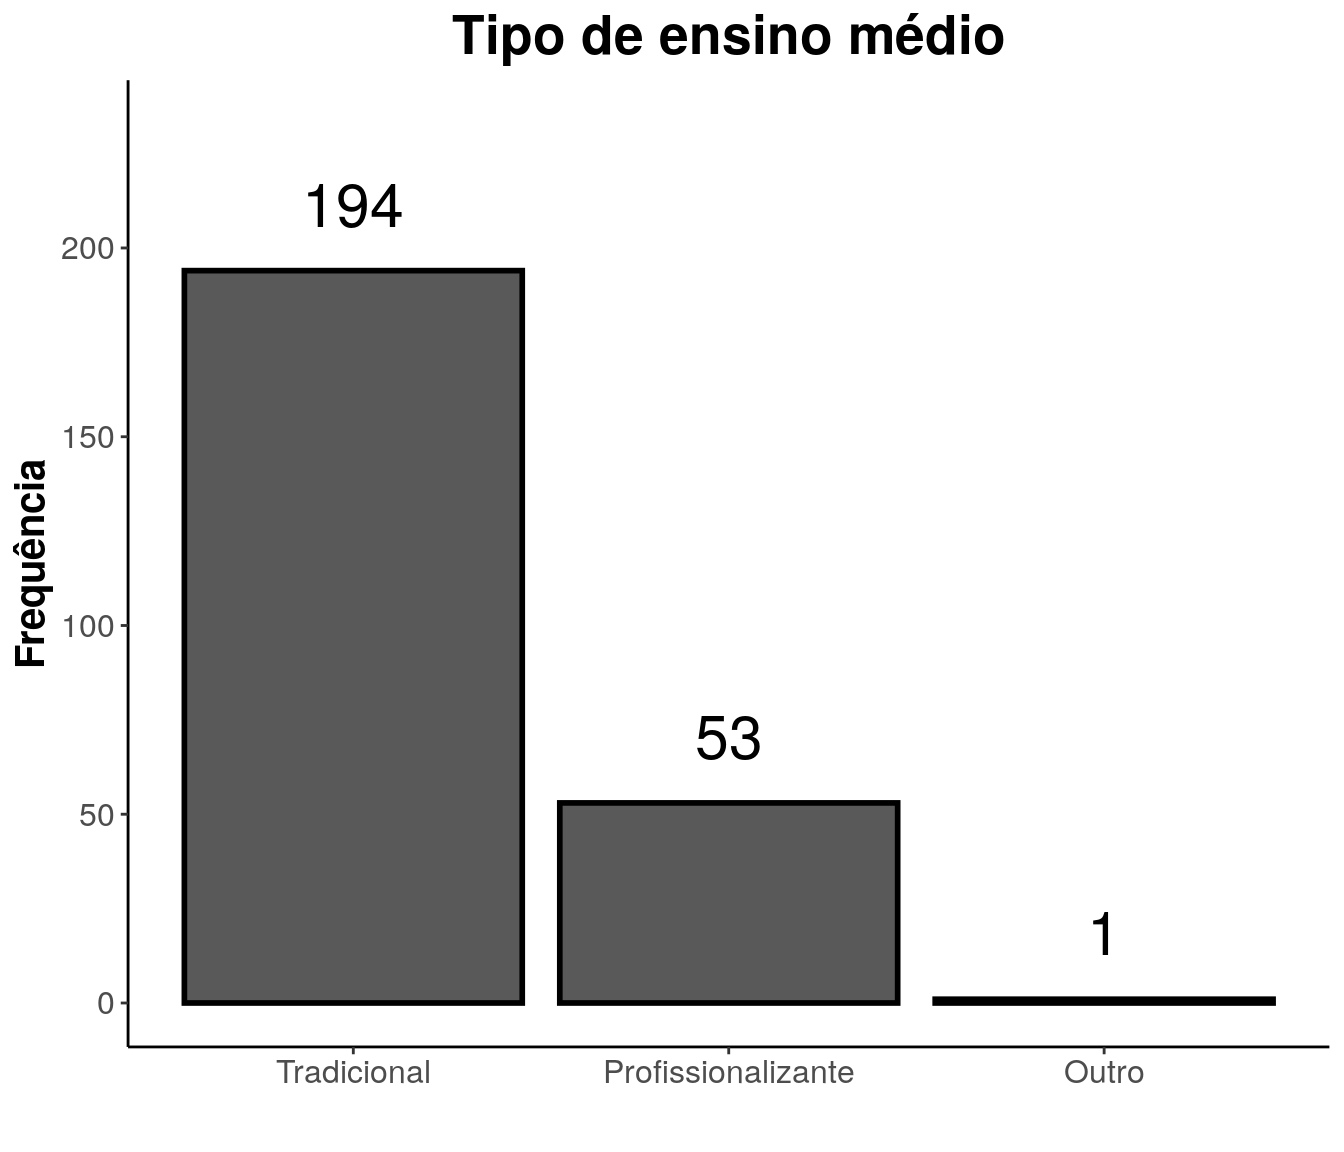 Tipo de ensino médio
Frequência
200
150
100
50
0
194
53
1
Tradicional
Profissionalizante
Outro